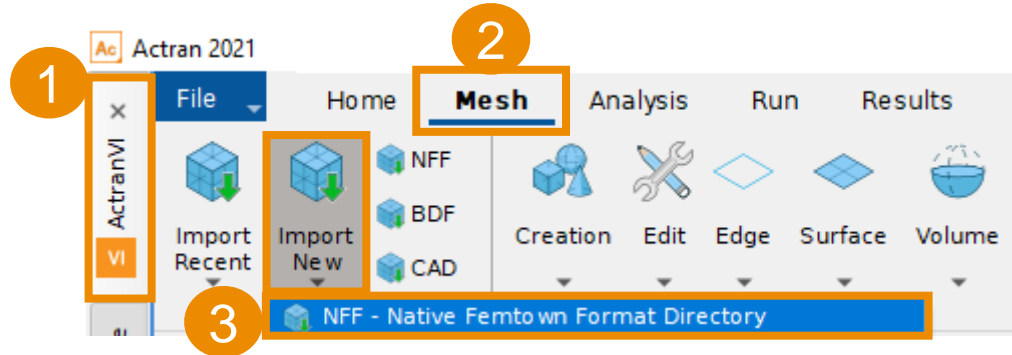 Ac Actran 2021
1
2
File Home Mesh Analysis Run Results
ActranVI
VI
NFF
BDF
CAD
Import Recent
Import New
Creation Edit Edge Surface Volume
3
NFF - Native Femtown Format Directory